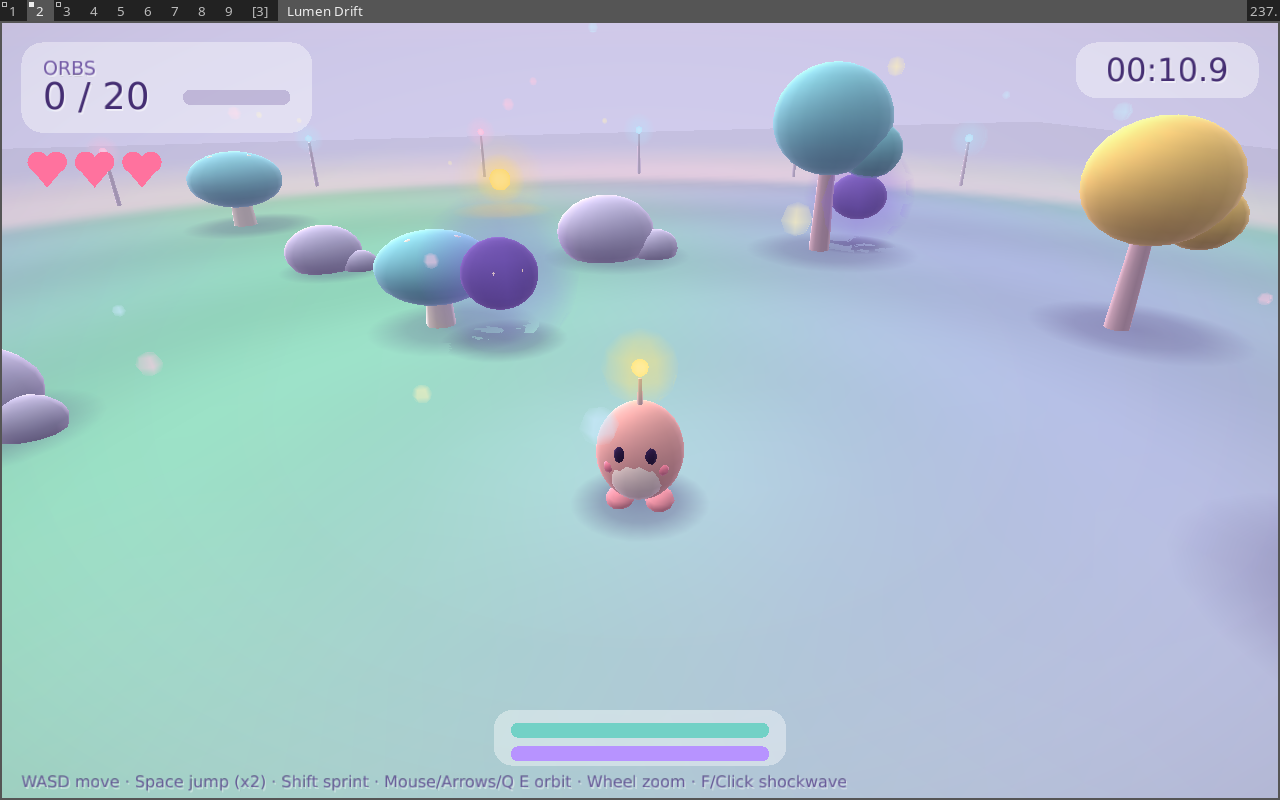 1 2 3 4 5 6 7 8 9 [3] Lumen Drift 237.
ORBS
0 / 20
00:10.9
WASD move · Space jump (x2) · Shift sprint · Mouse/Arrows/Q E orbit · Wheel zoom · F/Click shockwave